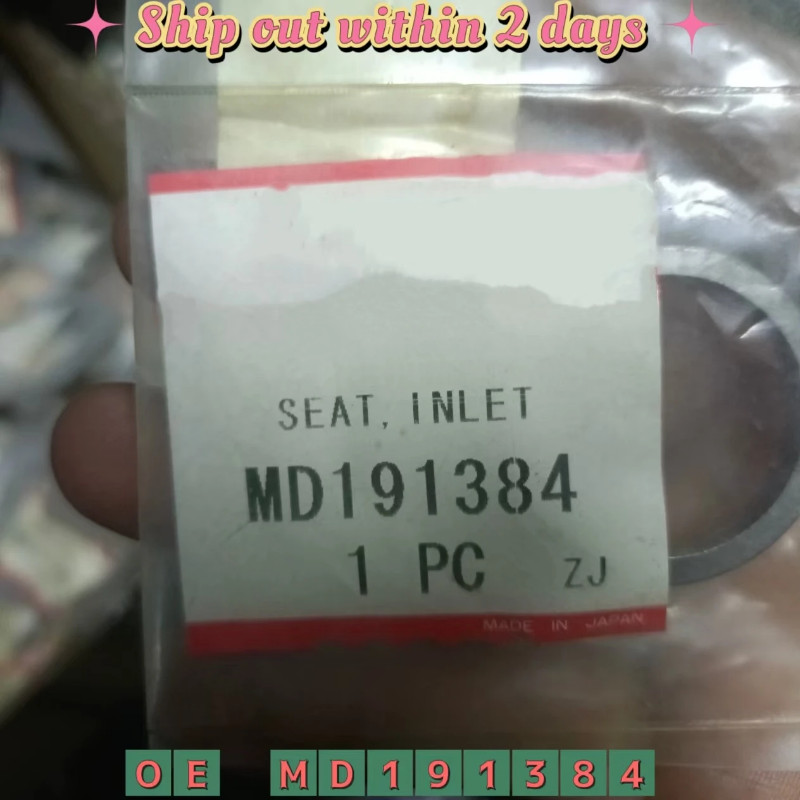 Ship out within 2 days
SEAT, INLET
MD191384
1 PC ZJ
MADE IN JAPAN
OE MD191384